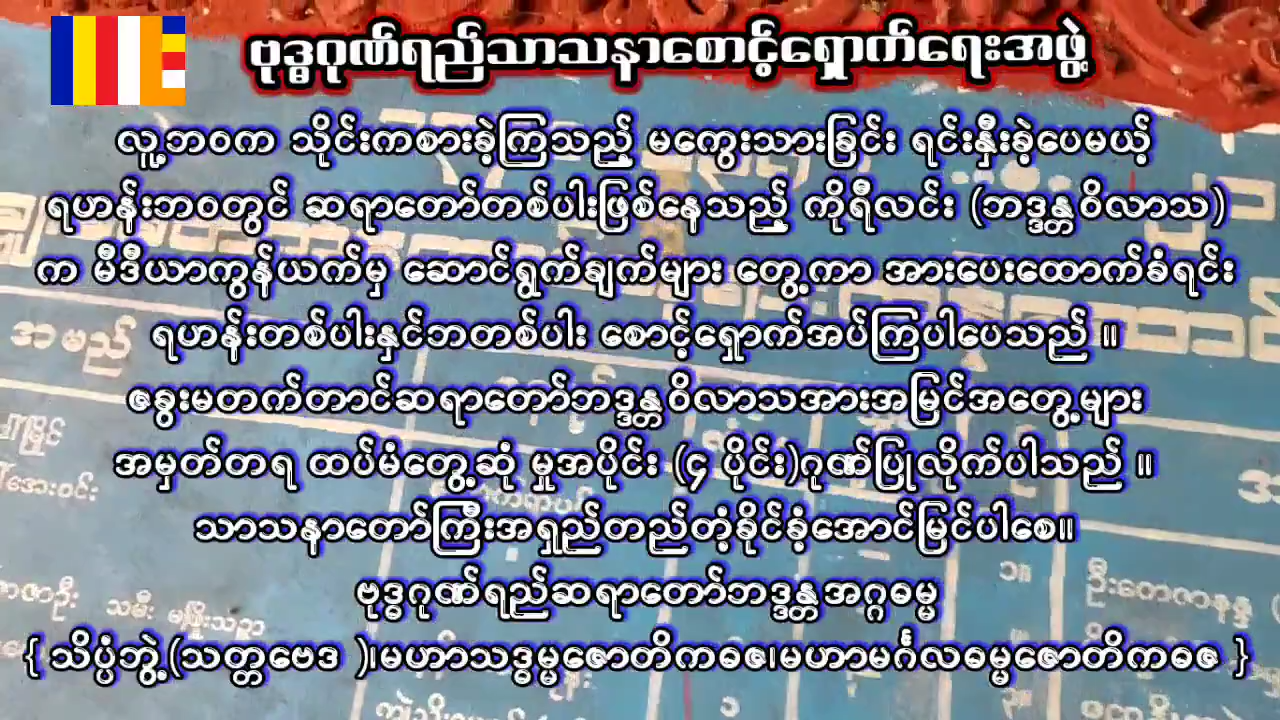 ဗုဒ္ဓဂုဏ်ရည်သာသနာစောင့်ရှောက်ရေးအဖွဲ့
လူ့ဘဝက သိုင်းကစားခဲ့ကြသည့် မကွေးသားခြင်း ရင်းနှီးခဲ့ပေမယ့်
ရဟန်းဘဝတွင် ဆရာတော်တစ်ပါးဖြစ်နေသည့် ကိုရီလင်း (ဘဒ္ဒန္တဝိလာသ)
က မီဒီယာကွန်ယက်မှ ဆောင်ရွက်ချက်များ တွေ့ကာ အားပေးထောက်ခံရင်း
ရဟန်းတစ်ပါးနှင်ဘတစ်ပါး စောင့်ရှောက်အပ်ကြပါပေသည် ။
ဇခွးမတက်တာင်ဆရာတော်ဘဒ္ဒန္တဝိလာသအားအမြင်အတွေ့များ
အမှတ်တရ ထပ်မံတွေ့ဆုံ မှုအပိုင်း (၄ ပိုင်း)ဂုဏ်ပြုလိုက်ပါသည် ။
သာသနာတော်ကြီးအရှည်တည်တံ့ခိုင်ခံ့အောင်မြင်ပါစေ။
ဗုဒ္ဓဂုဏ်ရည်ဆရာတော်ဘဒ္ဒန္တအဂ္ဂဓမ္မ
{ သိပ္ပံဘွဲ့(သတ္တဗေဒ )၊မဟာသဒ္ဓမ္မဇောတိကဓဇ၊မဟာမင်္ဂလဓမ္မဇောတိကဓဇ }
အမည်